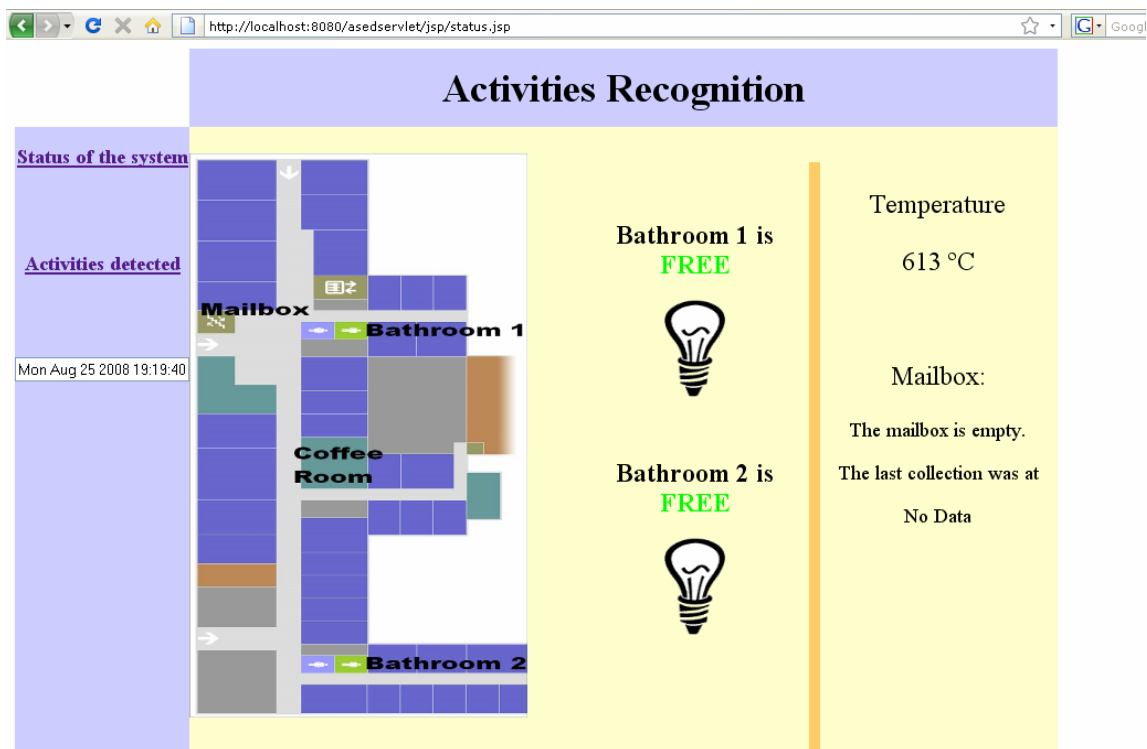 http://localhost:8080/asedservlet/jsp/status.jsp
G
Googl
Activities Recognition
Status of the system
Activities detected
Mon Aug 25 2008 19:19:40
Mailbox
Bathroom 1
Coffee
Room
Bathroom 2
Bathroom 1 is
FREE
Bathroom 2 is
FREE
Temperature
613 °C
Mailbox:
The mailbox is empty.
The last collection was at
No Data